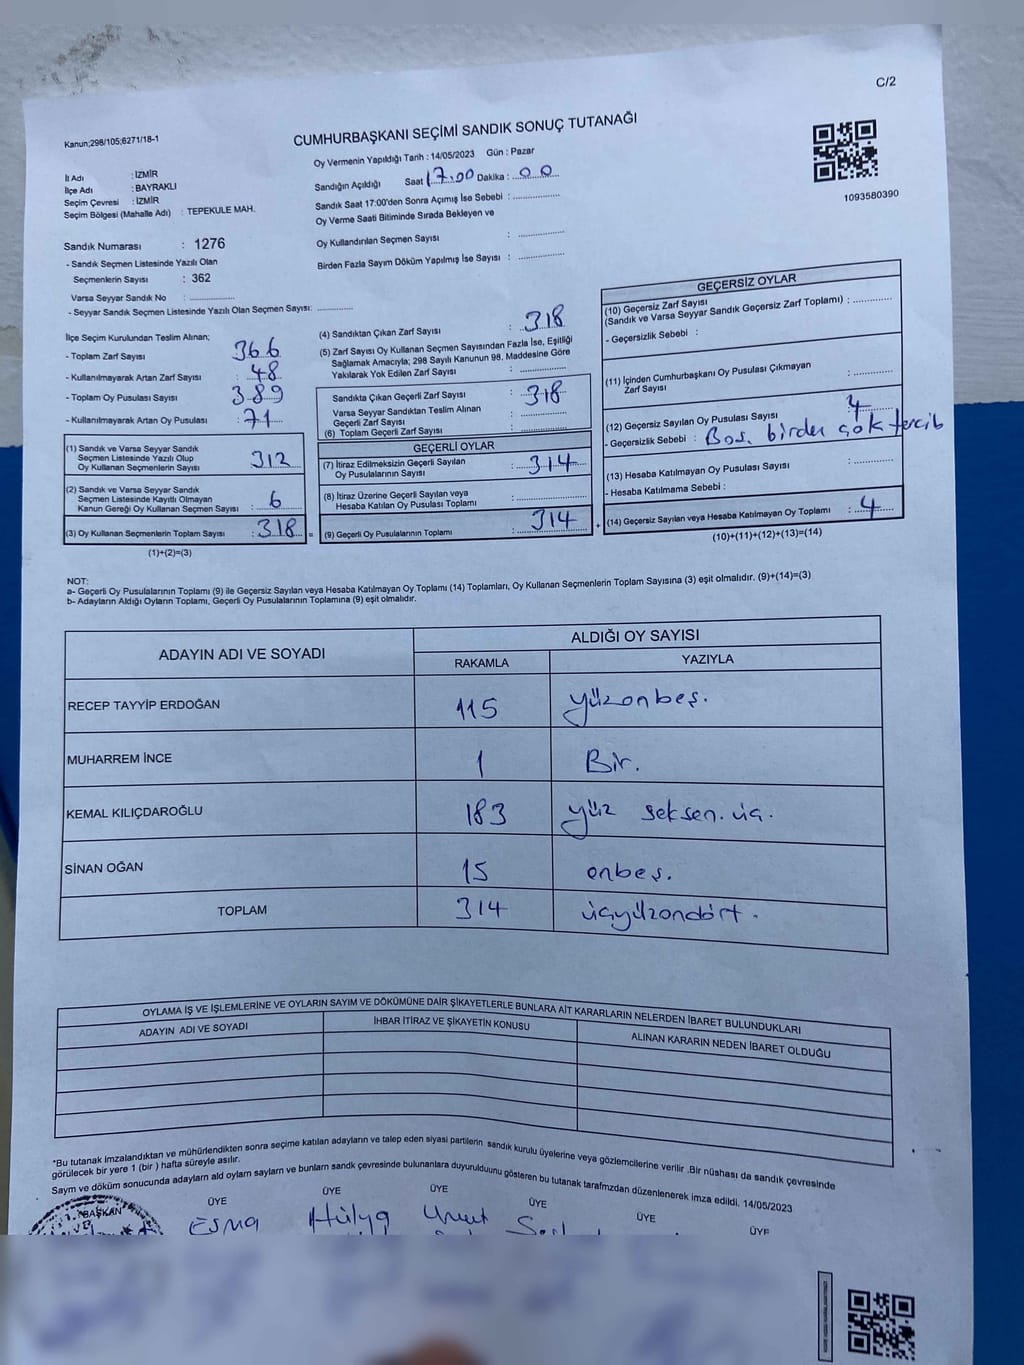 C/2
Kanun;298/105;6271/18-1
CUMHURBAŞKANI SEÇİMİ SANDIK SONUÇ TUTANAĞI
Oy Vermenin Yapıldığı Tarih : 14/05/2023 Gün : Pazar
1093580390
İl Adı : İZMİR
İlçe Adı : BAYRAKLI
Seçim Çevresi : İZMİR
Seçim Bölgesi (Mahalle Adı) : TEPEKULE MAH.
Sandığın Açıldığı Saat 17.00 Dakika : 00
Sandık Saat 17:00'den Sonra Açımış İse Sebebi :
Oy Verme Saati Bitiminde Sırada Bekleyen ve
Oy Kullandırılan Seçmen Sayısı :
Birden Fazla Sayım Döküm Yapılmış İse Sayısı :
Sandık Numarası : 1276
- Sandık Seçmen Listesinde Yazılı Olan
Seçmenlerin Sayısı : 362
Varsa Seyyar Sandık No :
- Seyyar Sandık Seçmen Listesinde Yazılı Olan Seçmen Sayısı:
İlçe Seçim Kurulundan Teslim Alınan;
- Toplam Zarf Sayısı : 366
- Kullanılmayarak Artan Zarf Sayısı : 48
- Toplam Oy Pusulası Sayısı : 389
- Kullanılmayarak Artan Oy Pusulası : 71
(1) Sandık ve Varsa Seyyar Sandık
Seçmen Listesinde Yazılı Olup
Oy Kullanan Seçmenlerin Sayısı 312
(2) Sandık ve Varsa Seyyar Sandık
Seçmen Listesinde Kayıtlı Olmayan
Kanun Gereği Oy Kullanan Seçmen Sayısı : 6
(3) Oy Kullanan Seçmenlerin Toplam Sayısı : 318
(1)+(2)=(3)
(4) Sandıktan Çıkan Zarf Sayısı : 318
(5) Zarf Sayısı Oy Kullanan Seçmen Sayısından Fazla İse, Eşitliği
Sağlamak Amacıyla; 298 Sayılı Kanunun 98. Maddesine Göre
Yakılarak Yok Edilen Zarf Sayısı :
Sandıkta Çıkan Geçerli Zarf Sayısı : 318
Varsa Seyyar Sandıktan Teslim Alınan
Geçerli Zarf Sayısı :
(6) Toplam Geçerli Zarf Sayısı :
GEÇERLİ OYLAR
(7) İtiraz Edilmeksizin Geçerli Sayılan
Oy Pusulalarının Sayısı : 314
(8) İtiraz Üzerine Geçerli Sayılan veya
Hesaba Katılan Oy Pusulası Toplamı :
= (9) Geçerli Oy Pusulalarının Toplamı : 314 +
GEÇERSİZ OYLAR
(10) Geçersiz Zarf Sayısı
(Sandık ve Varsa Seyyar Sandık Geçersiz Zarf Toplamı) :
- Geçersizlik Sebebi :
(11) İçinden Cumhurbaşkanı Oy Pusulası Çıkmayan
Zarf Sayısı :
(12) Geçersiz Sayılan Oy Pusulası Sayısı : 4
- Geçersizlik Sebebi : Boş, birden çok tercib
(13) Hesaba Katılmayan Oy Pusulası Sayısı :
- Hesaba Katılmama Sebebi :
(14) Geçersiz Sayılan veya Hesaba Katılmayan Oy Toplamı : 4
(10)+(11)+(12)+(13)=(14)
NOT:
a- Geçerli Oy Pusulalarının Toplamı (9) ile Geçersiz Sayılan veya Hesaba Katılmayan Oy Toplamı (14) Toplamları, Oy Kullanan Seçmenlerin Toplam Sayısına (3) eşit olmalıdır. (9)+(14)=(3)
b- Adayların Aldığı Oyların Toplamı, Geçerli Oy Pusulalarının Toplamına (9) eşit olmalıdır.
ADAYIN ADI VE SOYADI
ALDIĞI OY SAYISI
RAKAMLA YAZIYLA
RECEP TAYYİP ERDOĞAN 115 yüzonbeş.
MUHARREM İNCE 1 Bir.
KEMAL KILIÇDAROĞLU 183 yüz seksen.üç.
SİNAN OĞAN 15 onbeş.
TOPLAM 314 üçyüzondört.
OYLAMA İŞ VE İŞLEMLERİNE VE OYLARIN SAYIM VE DÖKÜMÜNE DAİR ŞİKAYETLERLE BUNLARA AİT KARARLARIN NELERDEN İBARET BULUNDUKLARI
ADAYIN ADI VE SOYADI İHBAR İTİRAZ VE ŞİKAYETİN KONUSU ALINAN KARARIN NEDEN İBARET OLDUĞU
*Bu tutanak imzalandıktan ve mühürlendikten sonra seçime katılan adayların ve talep eden siyasi partilerin sandık kurulu üyelerine veya gözlemcilerine verilir .Bir nüshası da sandık çevresinde
görülecek bir yere 1 (bir ) hafta süreyle asılır.
Sayım ve döküm sonucunda adayların ald oyların sayların ve bunların sandk çevresinde bulunanlara duyurulduunu gösteren bu tutanak tarafmzdan düzenlenerek imza edildi. 14/05/2023
BAŞKAN ÜYE ÜYE ÜYE ÜYE ÜYE ÜYE
Esma Hülya Umut